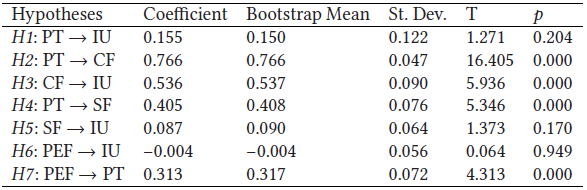 Hypotheses Coefficient Bootstrap Mean St. Dev. T p
H1: PT → IU 0.155 0.150 0.122 1.271 0.204
H2: PT → CF 0.766 0.766 0.047 16.405 0.000
H3: CF → IU 0.536 0.537 0.090 5.936 0.000
H4: PT → SF 0.405 0.408 0.076 5.346 0.000
H5: SF → IU 0.087 0.090 0.064 1.373 0.170
H6: PEF → IU −0.004 −0.004 0.056 0.064 0.949
H7: PEF → PT 0.313 0.317 0.072 4.313 0.000